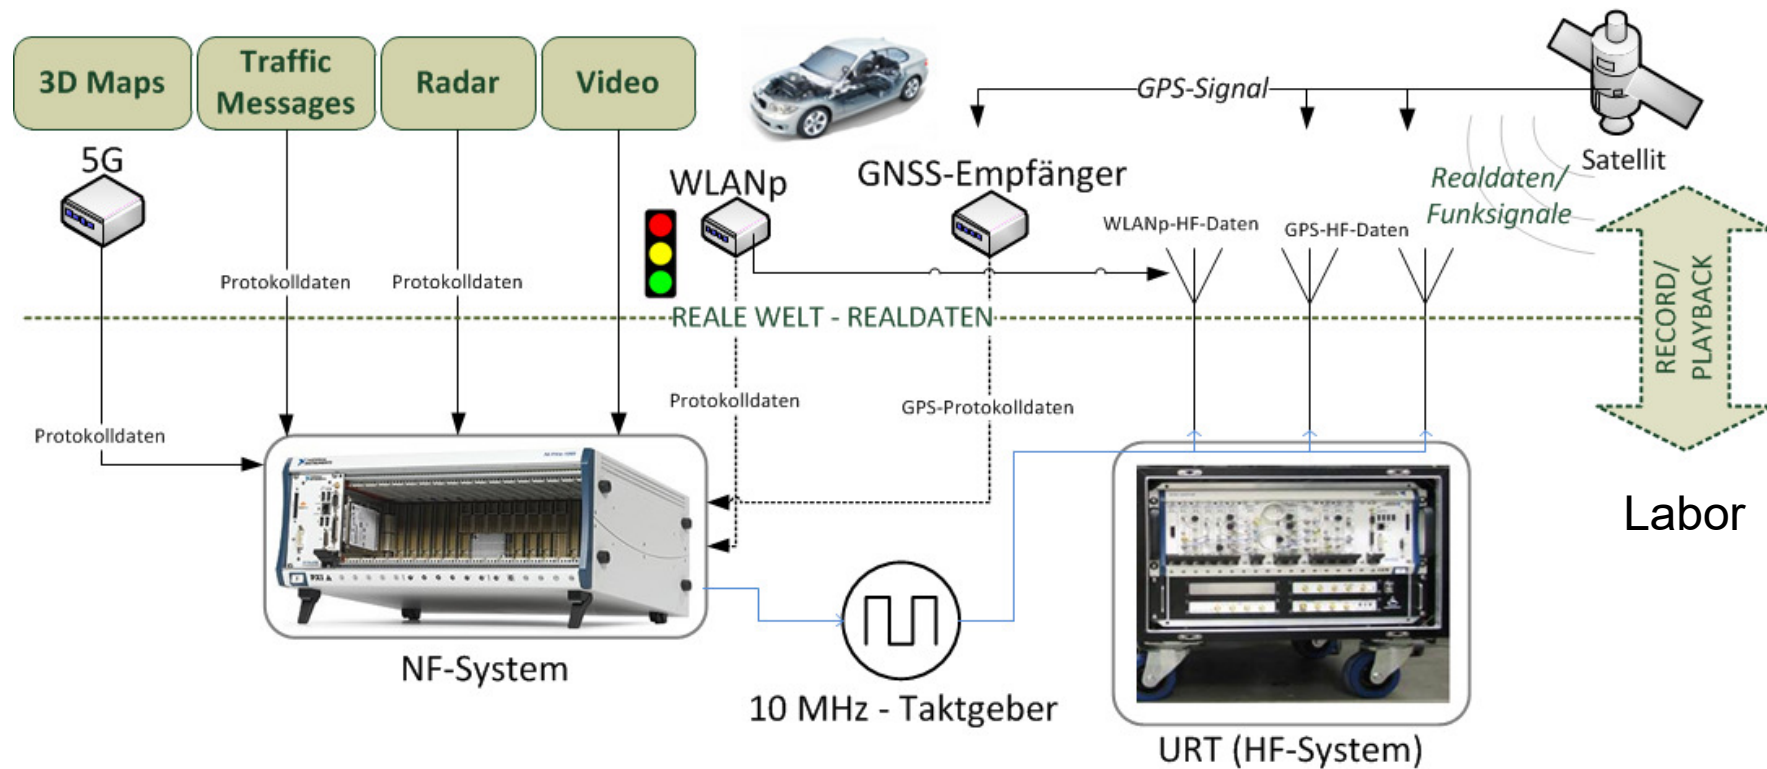 3D Maps
Traffic
Messages
Radar
Video
GPS-Signal
5G
WLANp
GNSS-Empfänger
Satellit
Realdaten/
Funksignale
WLANp-HF-Daten
GPS-HF-Daten
Protokolldaten
Protokolldaten
REALE WELT - REALDATEN
RECORD/
PLAYBACK
Protokolldaten
GPS-Protokolldaten
Protokolldaten
Labor
NF-System
10 MHz - Taktgeber
URT (HF-System)